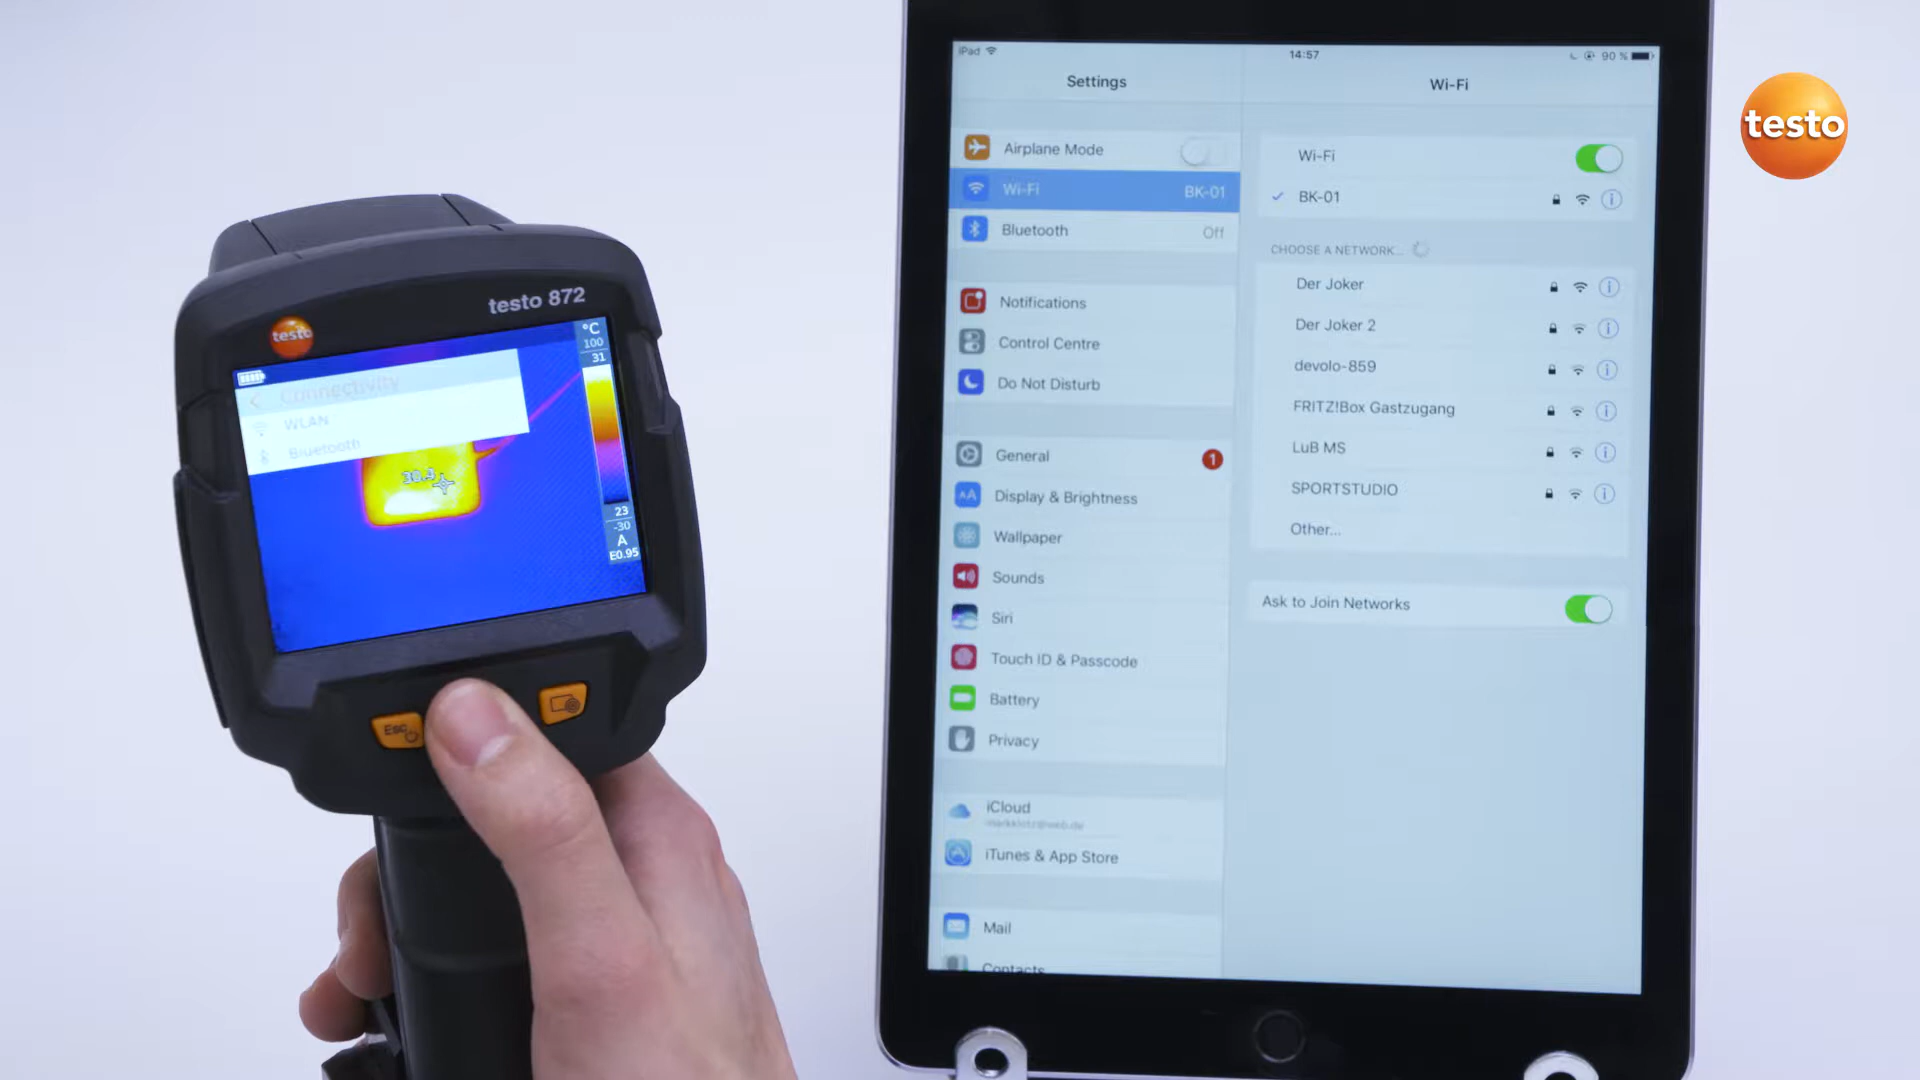 testo 872
testo
°C
100
31
Connectivity
WLAN
Bluetooth
23
-30
A
E0.95
Esc
iPad
14:57
90 %
Settings
Wi-Fi
Airplane Mode
Wi-Fi BK-01
Bluetooth Off
Notifications
Control Centre
Do Not Disturb
General 1
Display & Brightness
Wallpaper
Sounds
Siri
Touch ID & Passcode
Battery
Privacy
iCloud
iTunes & App Store
Mail
Contacts
Wi-Fi
BK-01
CHOOSE A NETWORK...
Der Joker
Der Joker 2
devolo-859
FRITZ!Box Gastzugang
LuB MS
SPORTSTUDIO
Other...
Ask to Join Networks
testo